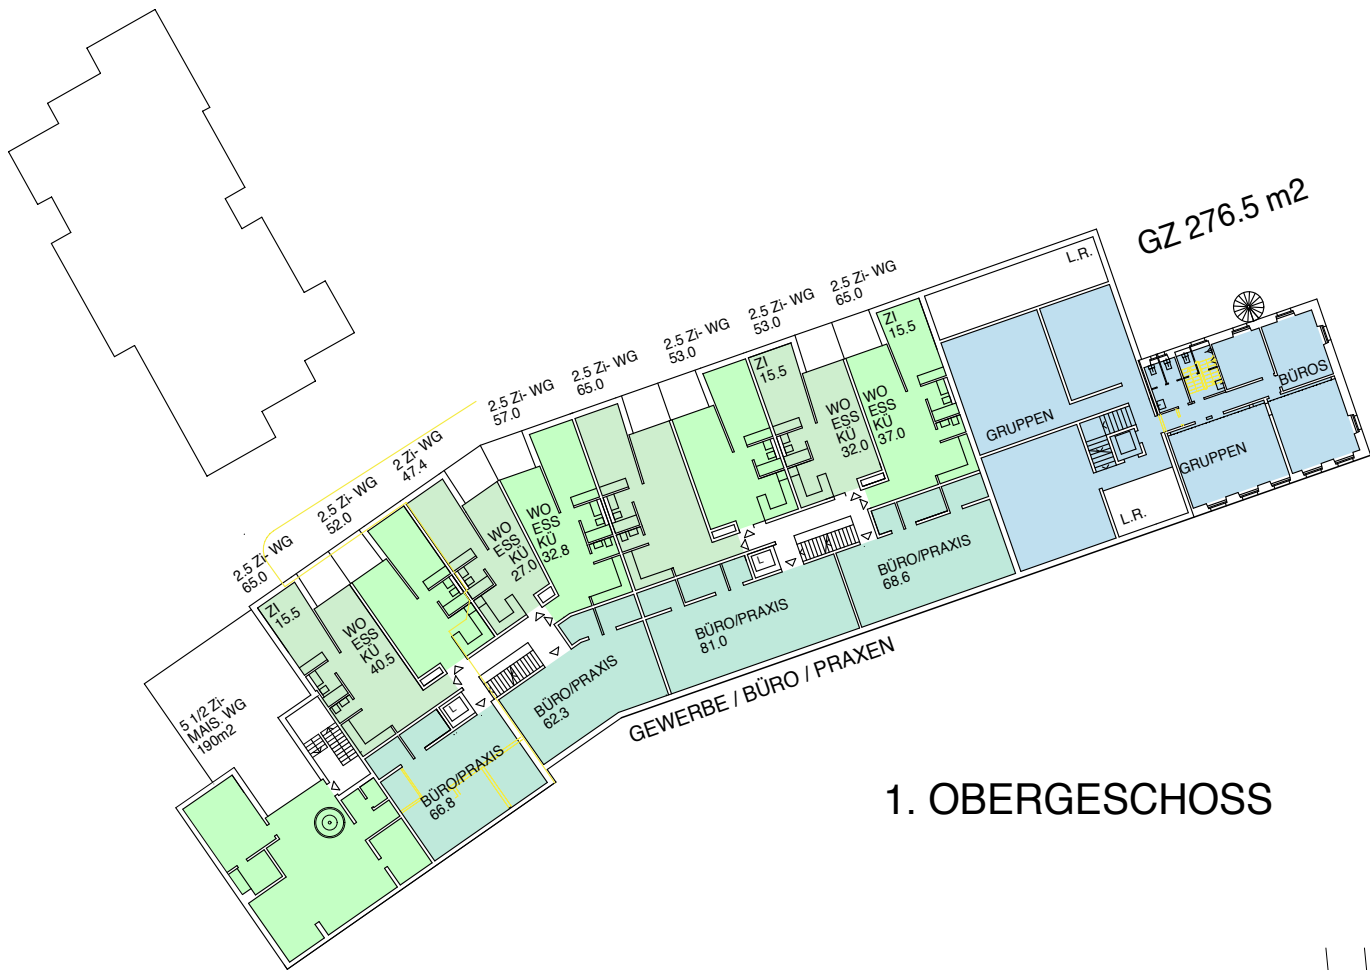 GZ 276.5 m2
L.R.
2.5 Zi- WG
65.0
2.5 Zi- WG
53.0
2.5 Zi- WG
53.0
2.5 Zi- WG
65.0
2.5 Zi- WG
57.0
2 Zi- WG
47.4
2.5 Zi- WG
52.0
2.5 Zi- WG
65.0
ZI
15.5
ZI
15.5
WO
ESS
KÜ
37.0
WO
ESS
KÜ
32.0
GRUPPEN
BÜROS
GRUPPEN
L.R.
WO
ESS
KÜ
32.8
WO
ESS
KÜ
27.0
ZI
15.5
WO
ESS
KÜ
40.5
BÜRO/PRAXIS
68.6
L
BÜRO/PRAXIS
81.0
BÜRO/PRAXIS
62.3
L
BÜRO/PRAXIS
66.8
5 1/2 Zi-
MAIS. WG
190m2
GEWERBE / BÜRO / PRAXEN
1. OBERGESCHOSS